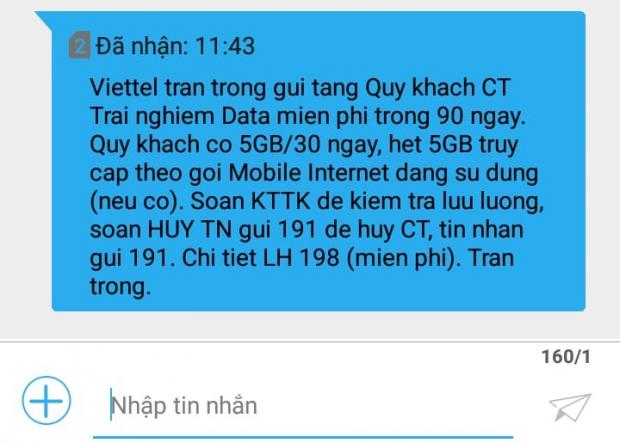 2 Đã nhận: 11:43
Viettel tran trong gui tang Quy khach CT
Trai nghiem Data mien phi trong 90 ngay.
Quy khach co 5GB/30 ngay, het 5GB truy
cap theo goi Mobile Internet dang su dung
(neu co). Soan KTTK de kiem tra luu luong,
soan HUY TN gui 191 de huy CT, tin nhan
gui 191. Chi tiet LH 198 (mien phi). Tran
trong.
160/1
Nhập tin nhắn